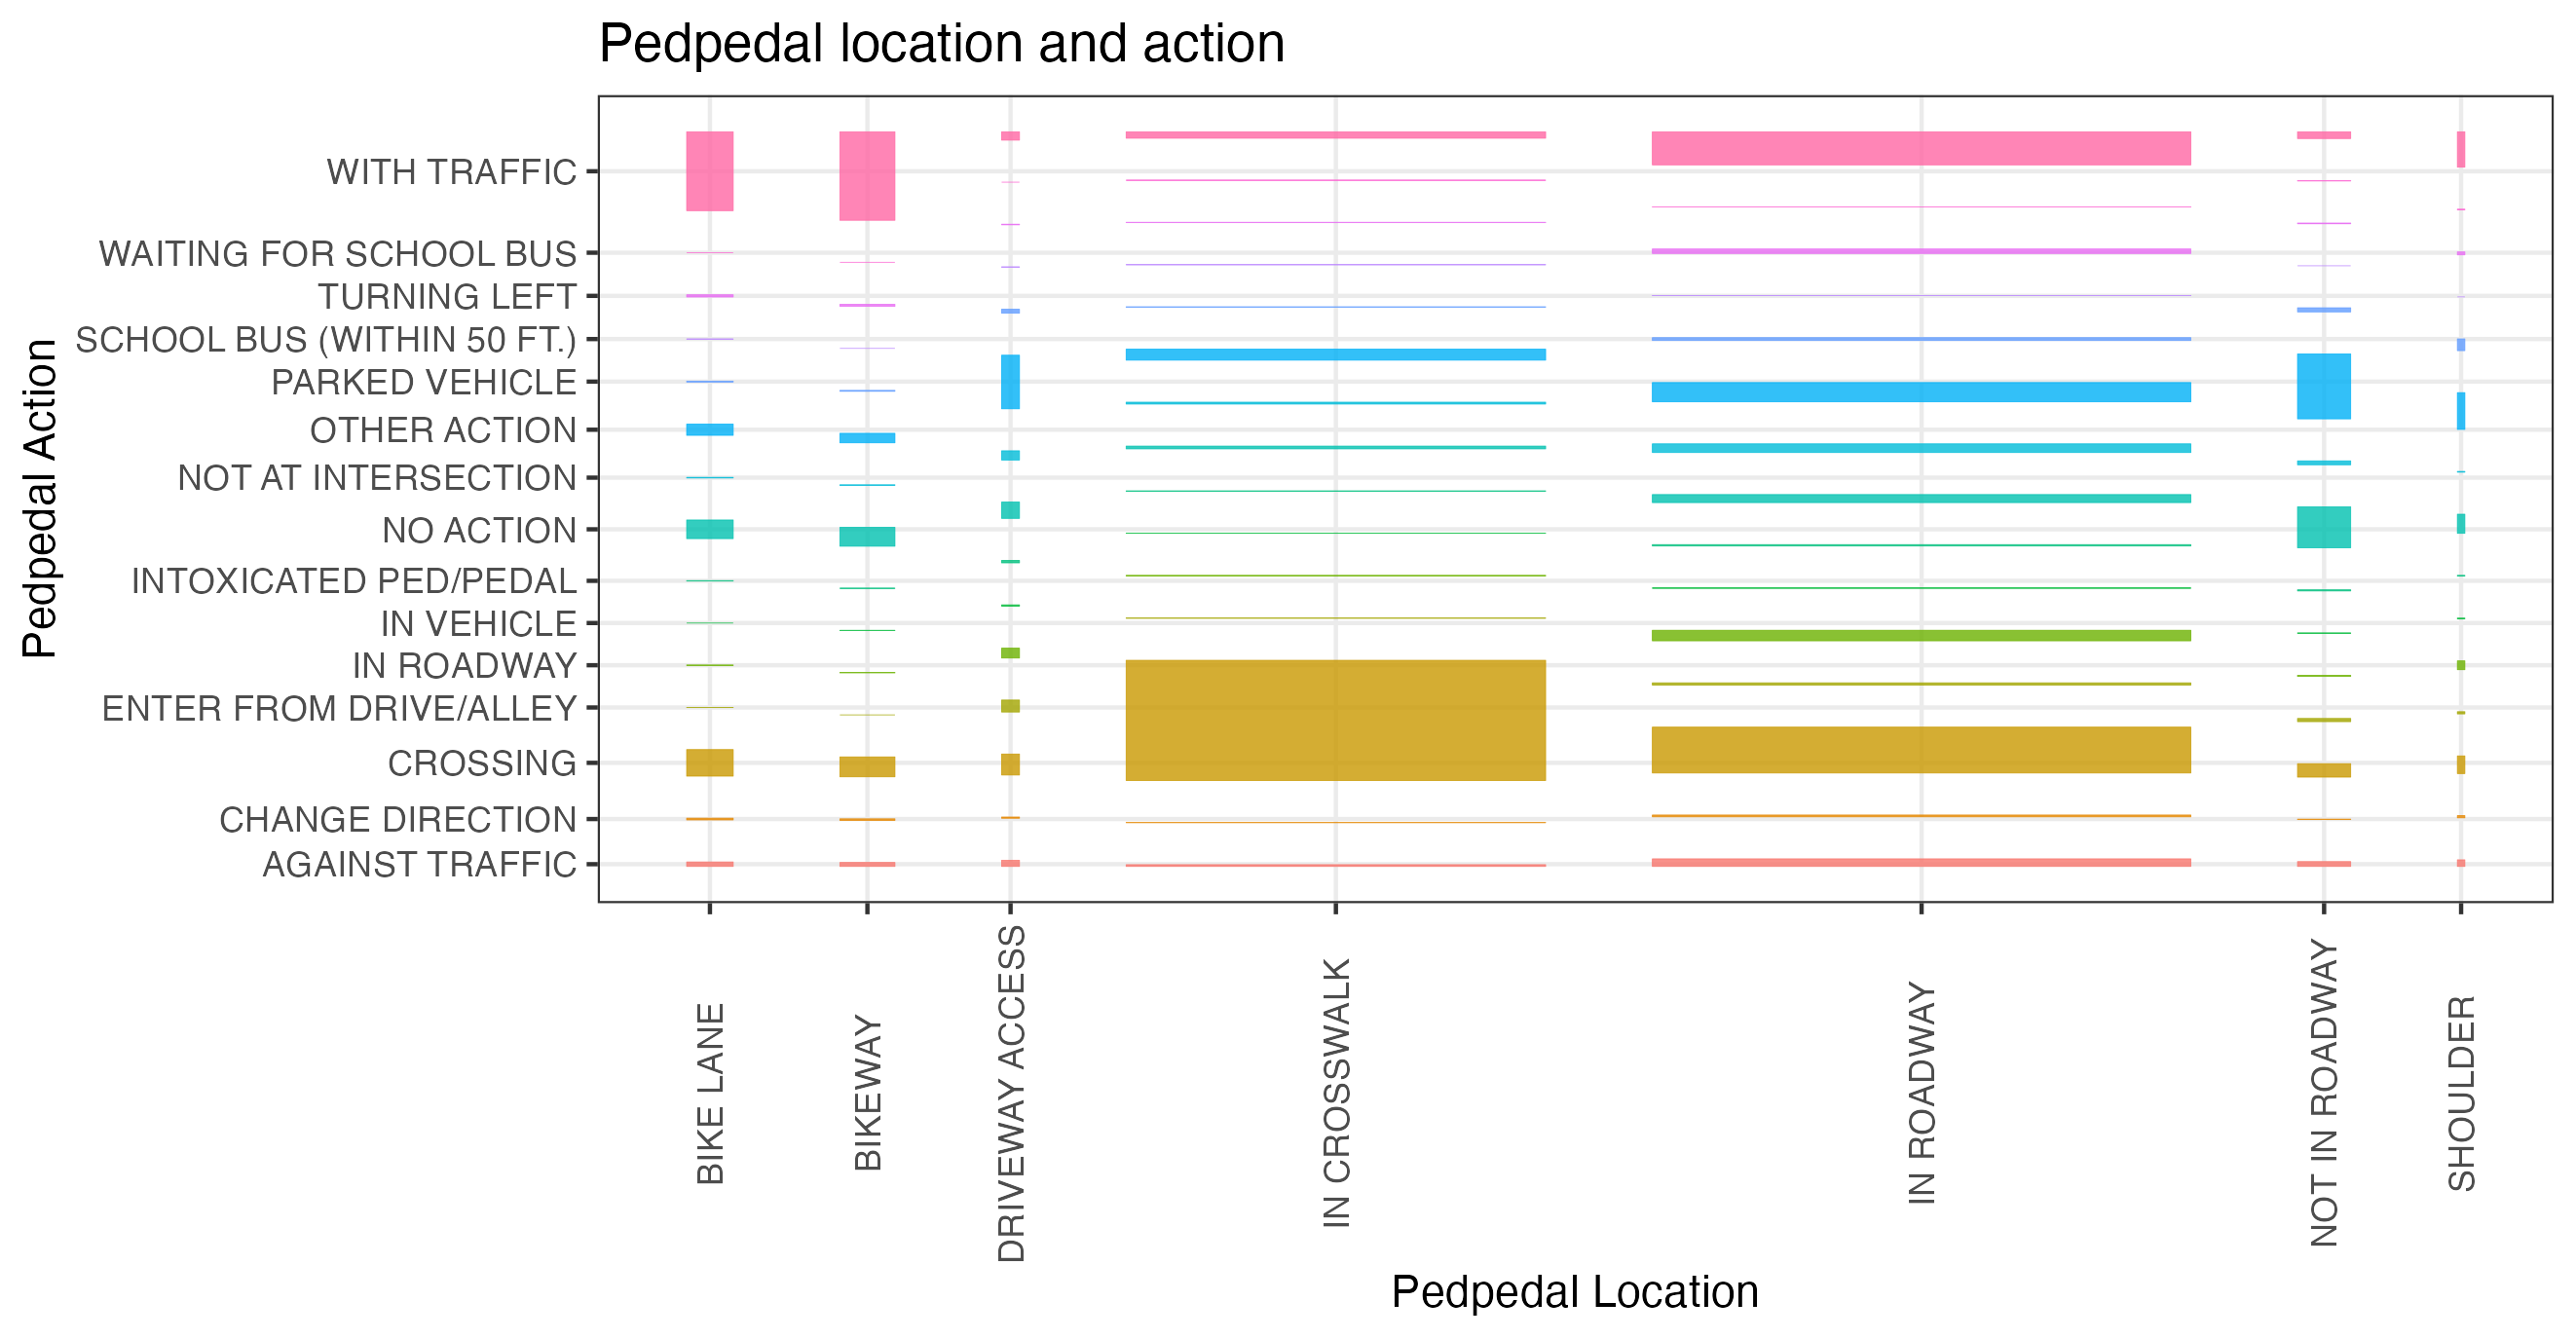 Pedpedal location and action
Pedpedal Action
WITH TRAFFIC
WAITING FOR SCHOOL BUS
TURNING LEFT
SCHOOL BUS (WITHIN 50 FT.)
PARKED VEHICLE
OTHER ACTION
NOT AT INTERSECTION
NO ACTION
INTOXICATED PED/PEDAL
IN VEHICLE
IN ROADWAY
ENTER FROM DRIVE/ALLEY
CROSSING
CHANGE DIRECTION
AGAINST TRAFFIC
BIKE LANE
BIKEWAY
DRIVEWAY ACCESS
IN CROSSWALK
IN ROADWAY
NOT IN ROADWAY
SHOULDER
Pedpedal Location